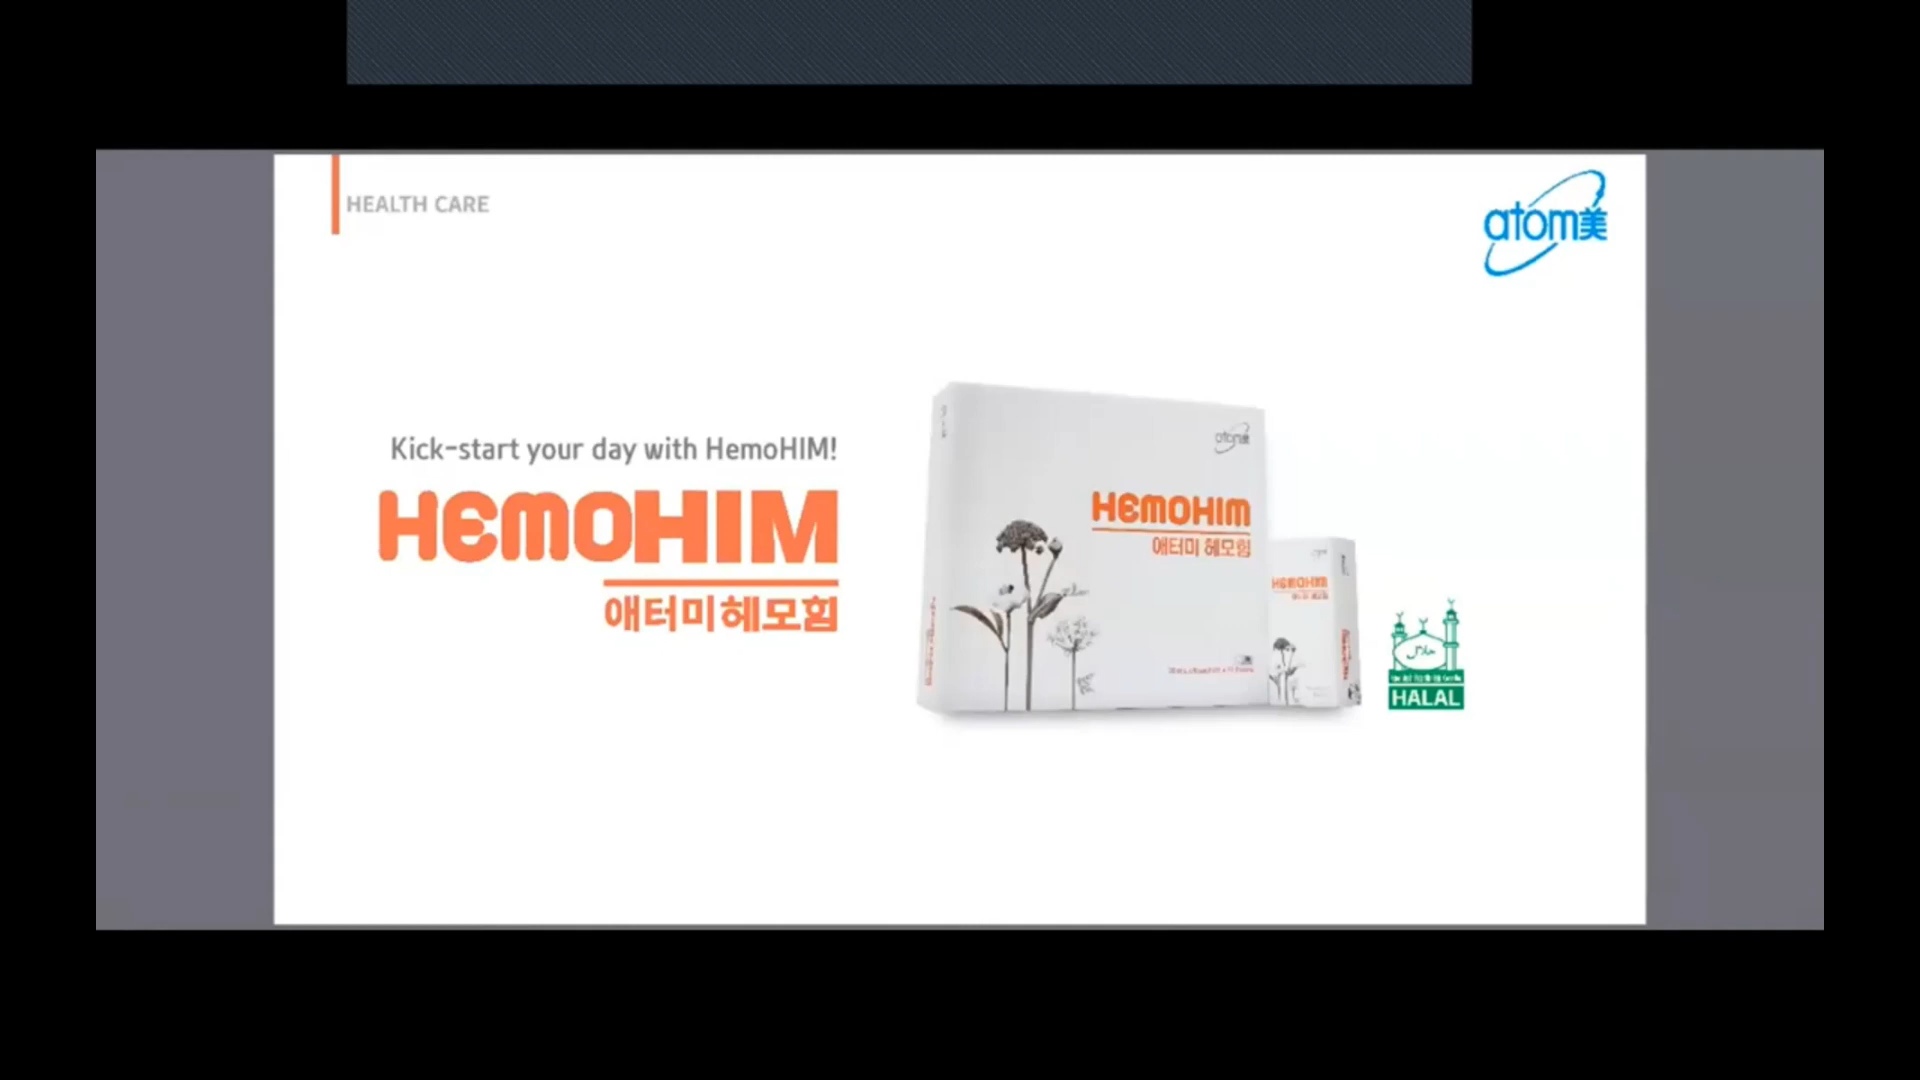 HEALTH CARE
atom美
Kick-start your day with HemoHIM!
HEMOHIM
애터미 헤모힘
atom美
HEMOHIM
애터미 헤모힘
HEMOHIM
HALAL